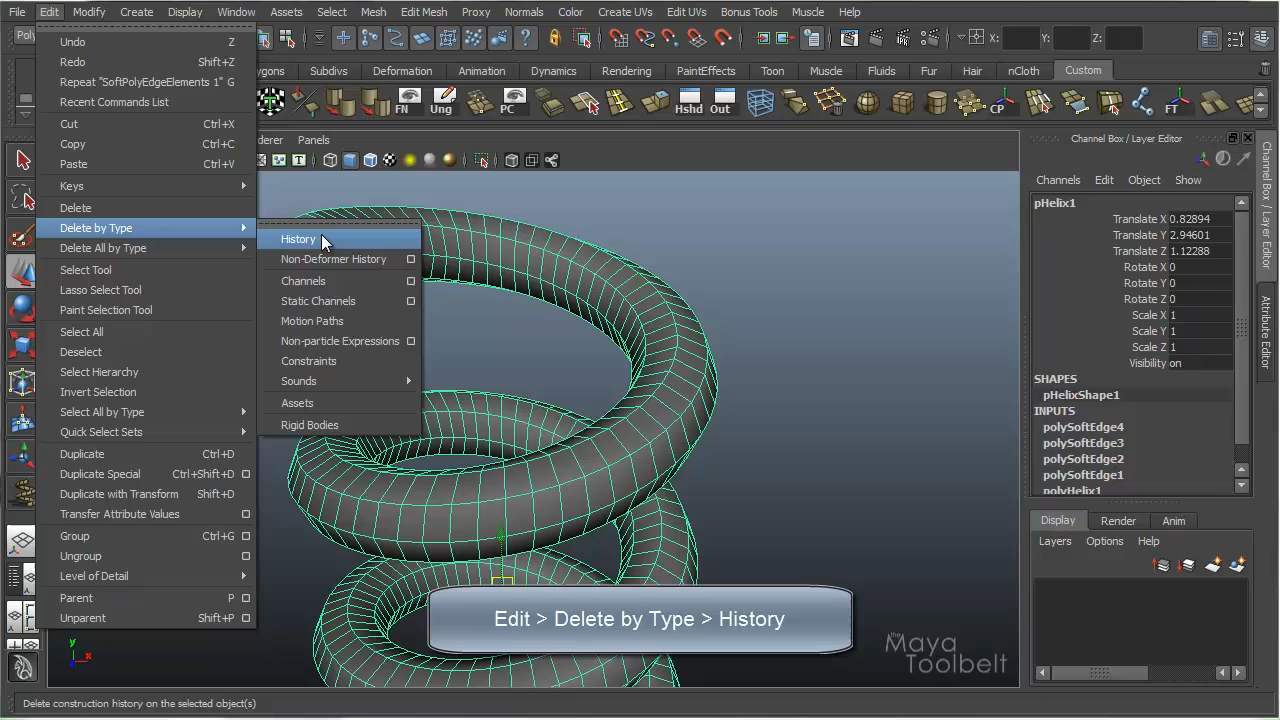 File Edit Modify Create Display Window Assets Select Mesh Edit Mesh Proxy Normals Color Create UVs Edit UVs Bonus Tools Muscle Help
Poly
X: Y: Z:
ygons Subdivs Deformation Animation Dynamics Rendering PaintEffects Toon Muscle Fluids Fur Hair nCloth Custom
FN Ung PC Hshd Out CP FT
derer Panels
T
Undo Z
Redo Shift+Z
Repeat "SoftPolyEdgeElements 1" G
Recent Commands List
Cut Ctrl+X
Copy Ctrl+C
Paste Ctrl+V
Keys
Delete
Delete by Type
Delete All by Type
Select Tool
Lasso Select Tool
Paint Selection Tool
Select All
Deselect
Select Hierarchy
Invert Selection
Select All by Type
Quick Select Sets
Duplicate Ctrl+D
Duplicate Special Ctrl+Shift+D
Duplicate with Transform Shift+D
Transfer Attribute Values
Group Ctrl+G
Ungroup
Level of Detail
Parent P
Unparent Shift+P
History
Non-Deformer History
Channels
Static Channels
Motion Paths
Non-particle Expressions
Constraints
Sounds
Assets
Rigid Bodies
Channel Box / Layer Editor
Channels Edit Object Show
pHelix1
Translate X 0.82894
Translate Y 2.94601
Translate Z 1.12288
Rotate X 0
Rotate Y 0
Rotate Z 0
Scale X 1
Scale Y 1
Scale Z 1
Visibility on
SHAPES
pHelixShape1
INPUTS
polySoftEdge4
polySoftEdge3
polySoftEdge2
polySoftEdge1
polyHelix1
Display Render Anim
Layers Options Help
Channel Box / Layer Editor
Attribute Editor
Edit > Delete by Type > History
the Maya
Toolbelt
y
x
z
Delete construction history on the selected object(s)